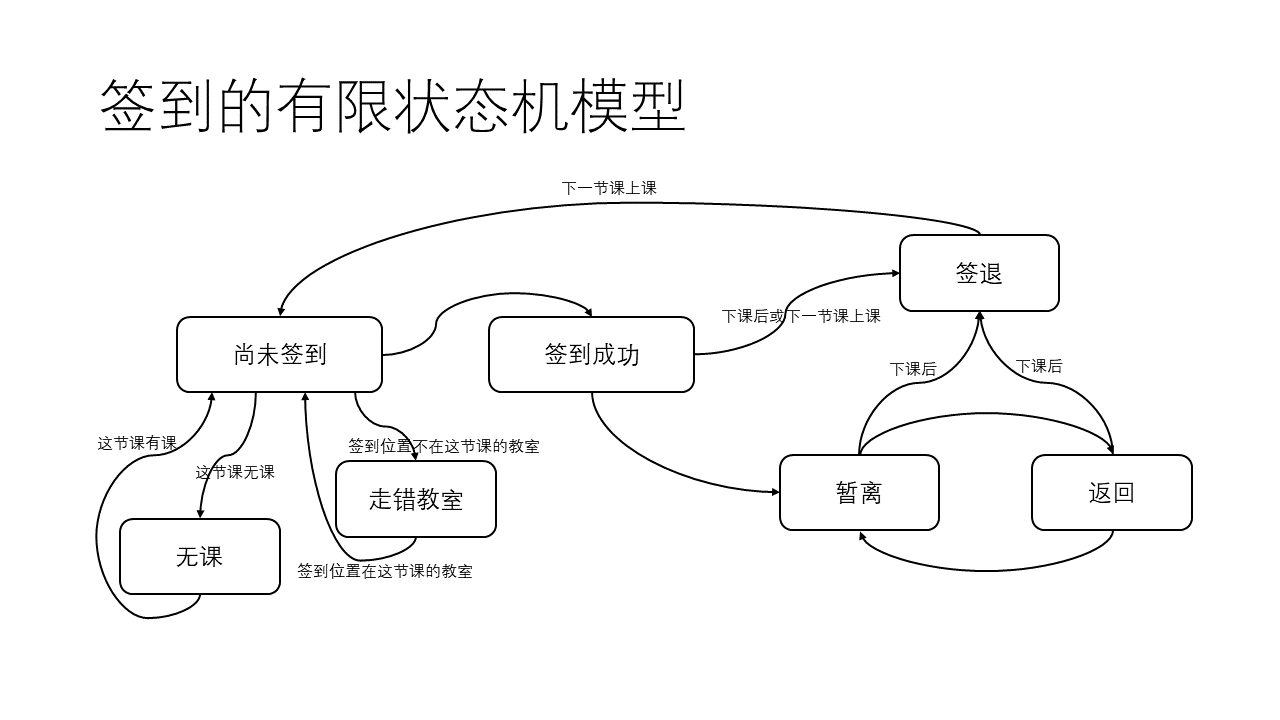 签到的有限状态机模型
下一节课上课
签退
下课后或下一节课上课
尚未签到
签到成功
下课后
下课后
这节课有课
签到位置不在这节课的教室
这节课无课
走错教室
暂离
返回
无课
签到位置在这节课的教室